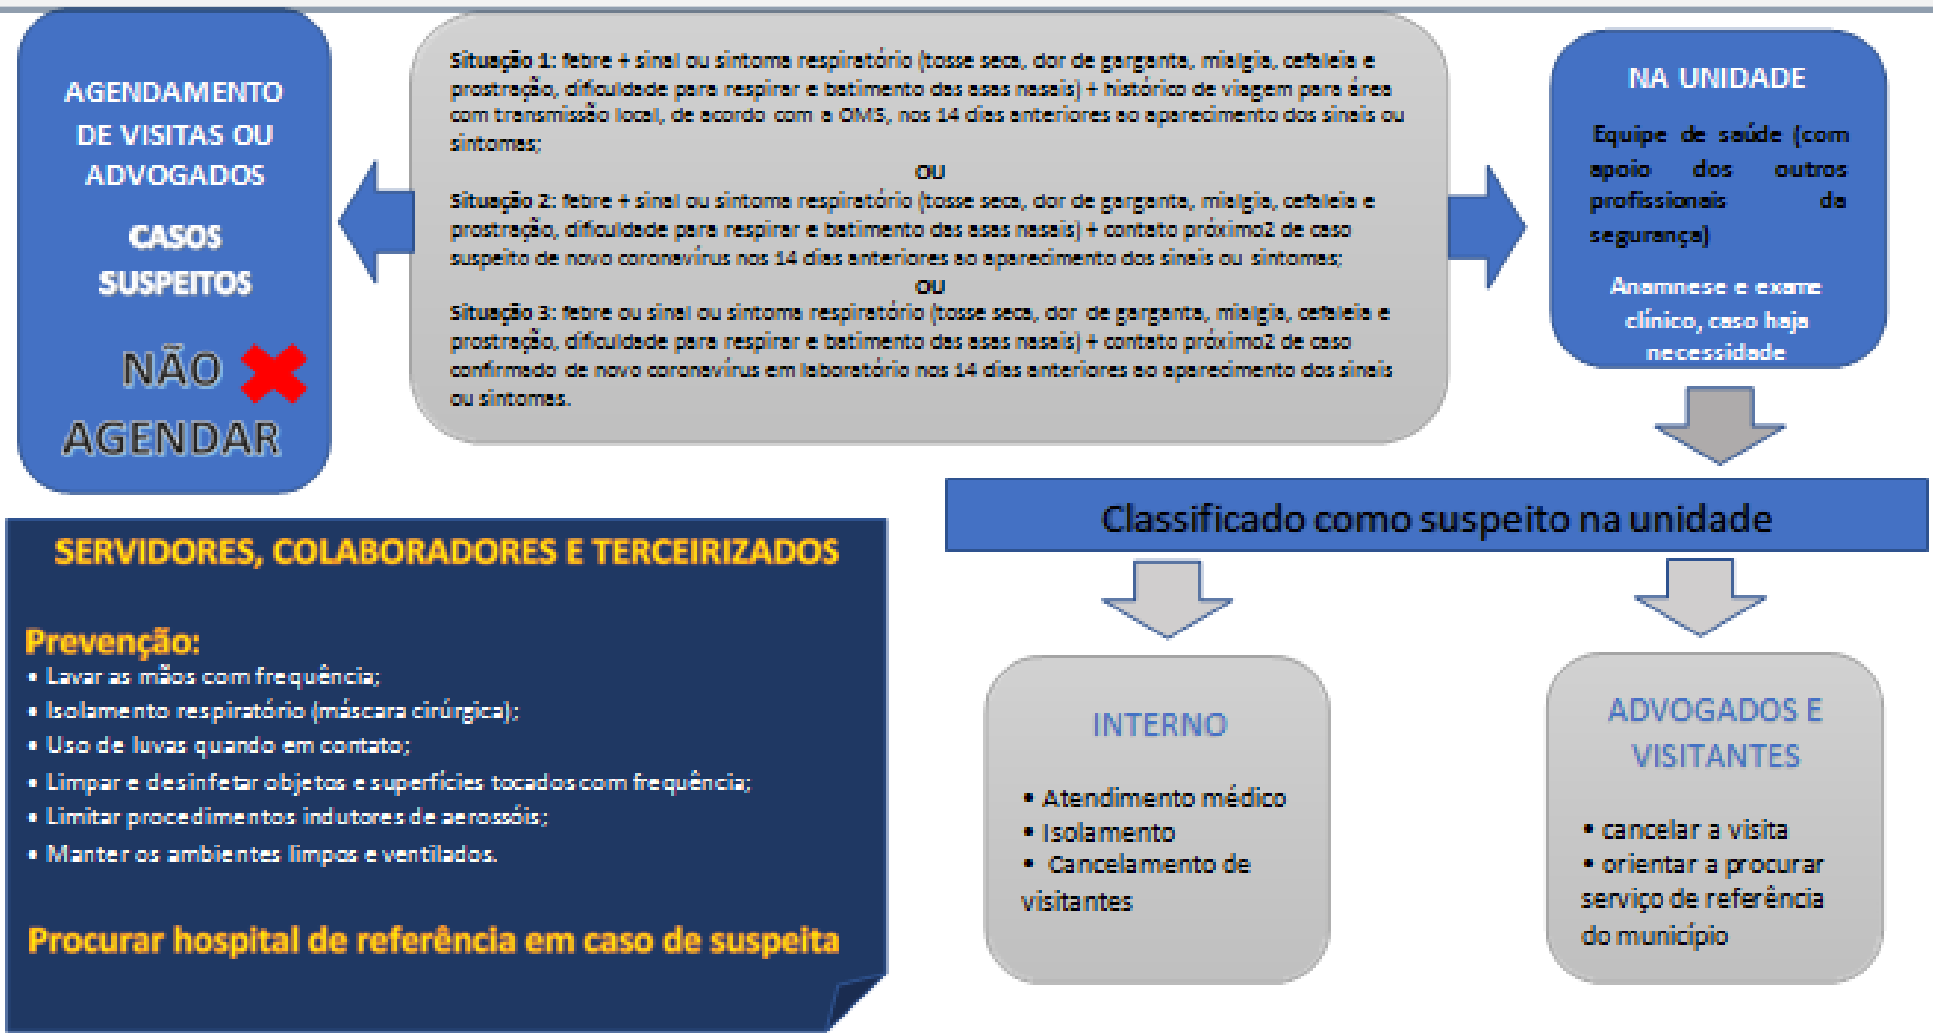 AGENDAMENTO
DE VISITAS OU
ADVOGADOS
CASOS
SUSPEITOS
NÃO
AGENDAR
Situação 1: febre + sinal ou sintoma respiratório (tosse seca, dor de garganta, mialgia, cefaleia e
prostração, dificuldade para respirar e batimento das asas nasais) + histórico de viagem para área
com transmissão local, de acordo com a OMS, nos 14 dias anteriores ao aparecimento dos sinais ou
sintomas;
OU
Situação 2: febre + sinal ou sintoma respiratório (tosse seca, dor de garganta, mialgia, cefaleia e
prostração, dificuldade para respirar e batimento das asas nasais) + contato próximo2 de caso
suspeito de novo coronavírus nos 14 dias anteriores ao aparecimento dos sinais ou sintomas;
OU
Situação 3: febre ou sinal ou sintoma respiratório (tosse seca, dor de garganta, mialgia, cefaleia e
prostração, dificuldade para respirar e batimento das asas nasais) + contato próximo2 de caso
confirmado de novo coronavírus em laboratório nos 14 dias anteriores ao aparecimento dos sinais
ou sintomas.
NA UNIDADE
Equipe de saúde (com
apoio dos outros
profissionais da
segurança)
Anamnese e exame
clínico, caso haja
necessidade
Classificado como suspeito na unidade
SERVIDORES, COLABORADORES E TERCEIRIZADOS
Prevenção:
• Lavar as mãos com frequência;
• Isolamento respiratório (máscara cirúrgica);
• Uso de luvas quando em contato;
• Limpar e desinfetar objetos e superfícies tocados com frequência;
• Limitar procedimentos indutores de aerossóis;
• Manter os ambientes limpos e ventilados.
Procurar hospital de referência em caso de suspeita
INTERNO
• Atendimento médico
• Isolamento
• Cancelamento de
visitantes
ADVOGADOS E
VISITANTES
• cancelar a visita
• orientar a procurar
serviço de referência
do município